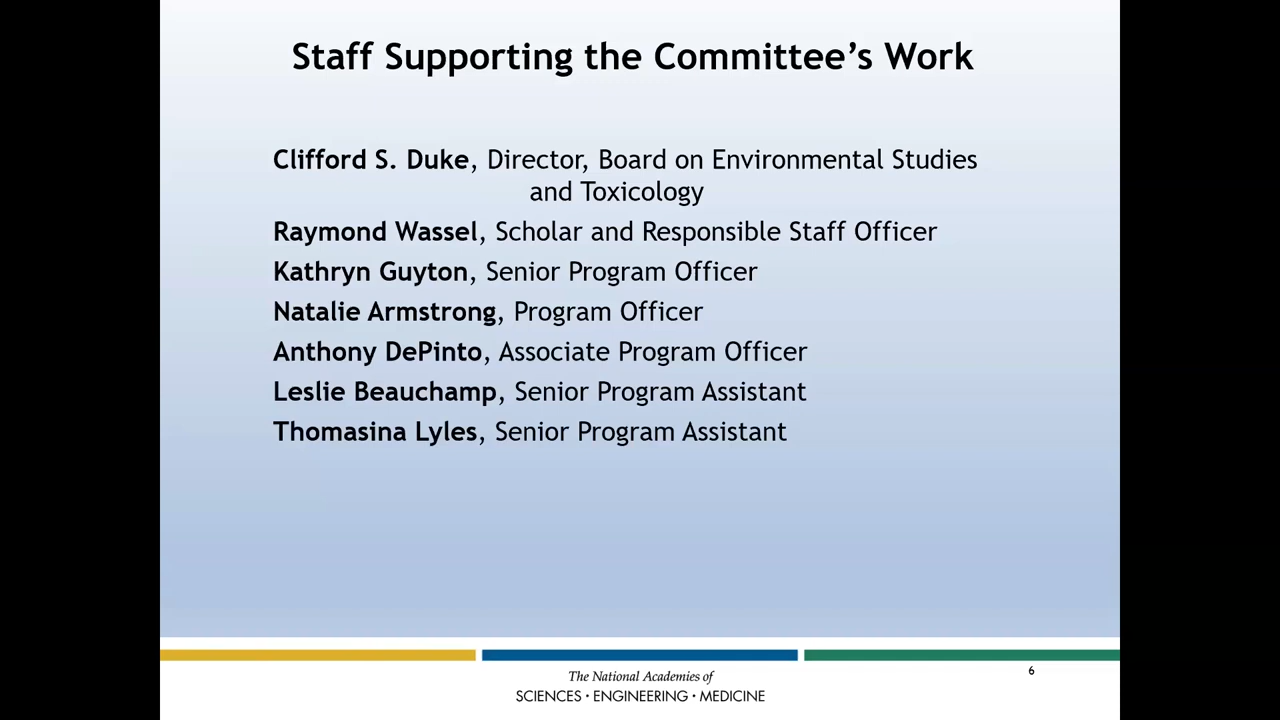 Staff Supporting the Committee’s Work
Clifford S. Duke, Director, Board on Environmental Studies
and Toxicology
Raymond Wassel, Scholar and Responsible Staff Officer
Kathryn Guyton, Senior Program Officer
Natalie Armstrong, Program Officer
Anthony DePinto, Associate Program Officer
Leslie Beauchamp, Senior Program Assistant
Thomasina Lyles, Senior Program Assistant
The National Academies of
SCIENCES · ENGINEERING · MEDICINE
6